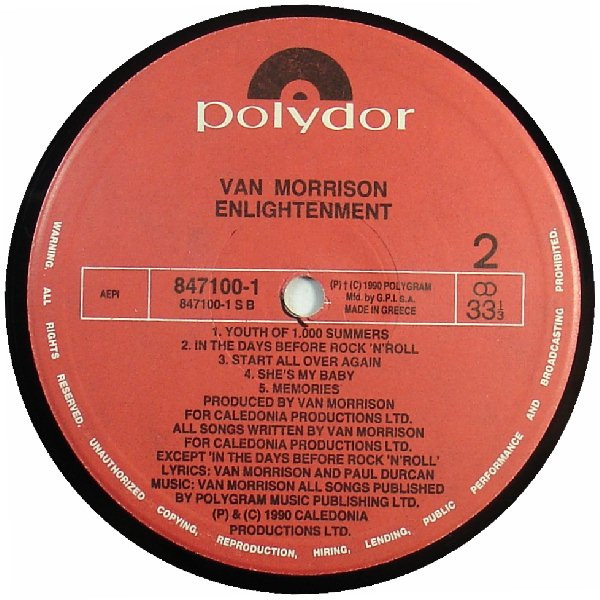 polydor
VAN MORRISON
ENLIGHTENMENT
2
AEPI
847100-1
847100-1 S B
(P)†(C) 1990 POLYGRAM
Mfd. by G.P.I. S.A.
MADE IN GREECE
33 1/3
1. YOUTH OF 1.000 SUMMERS
2. IN THE DAYS BEFORE ROCK 'N'ROLL
3. START ALL OVER AGAIN
4. SHE'S MY BABY
5. MEMORIES
PRODUCED BY VAN MORRISON
FOR CALEDONIA PRODUCTIONS LTD.
ALL SONGS WRITTEN BY VAN MORRISON
FOR CALEDONIA PRODUCTIONS LTD.
EXCEPT 'IN THE DAYS BEFORE ROCK 'N'ROLL'
LYRICS: VAN MORRISON AND PAUL DURCAN
MUSIC: VAN MORRISON ALL SONGS PUBLISHED
BY POLYGRAM MUSIC PUBLISHING LTD.
(P) & (C) 1990 CALEDONIA
PRODUCTIONS LTD.
WARNING. ALL RIGHTS RESERVED. UNAUTHORIZED COPYING, REPRODUCTION, HIRING, LENDING, PUBLIC PERFORMANCE AND BROADCASTING PROHIBITED.